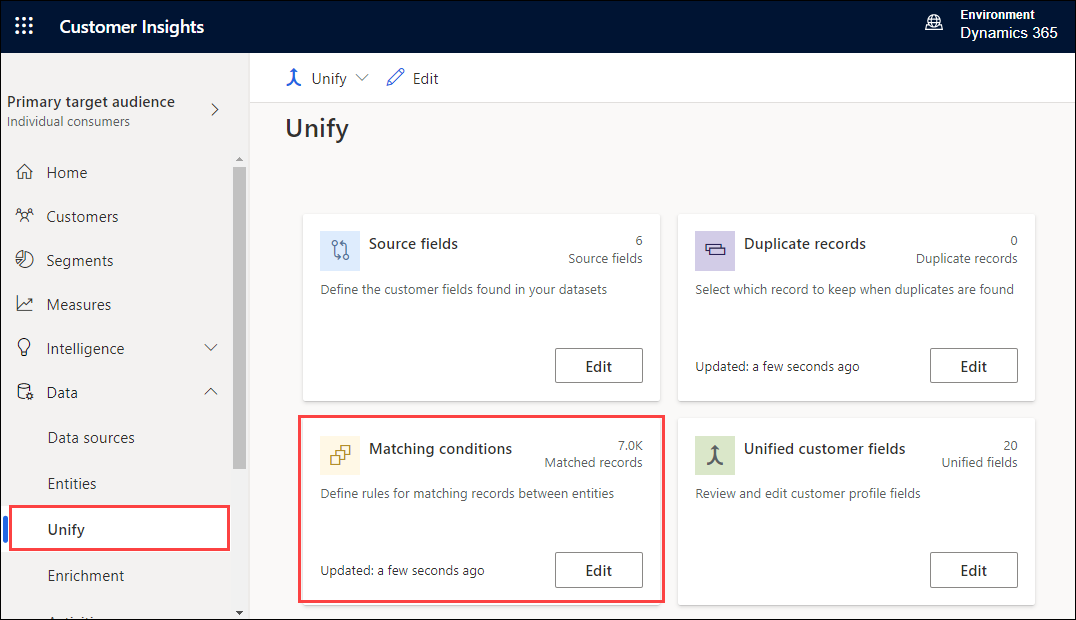 Customer Insights
Environment
Dynamics 365
Primary target audience
Individual consumers
Home
Customers
Segments
Measures
Intelligence
Data
Data sources
Entities
Unify
Enrichment
Unify
Edit
Unify
Source fields
6
Source fields
Define the customer fields found in your datasets
Edit
Duplicate records
0
Duplicate records
Select which record to keep when duplicates are found
Updated: a few seconds ago
Edit
Matching conditions
7.0K
Matched records
Define rules for matching records between entities
Updated: a few seconds ago
Edit
Unified customer fields
20
Unified fields
Review and edit customer profile fields
Edit